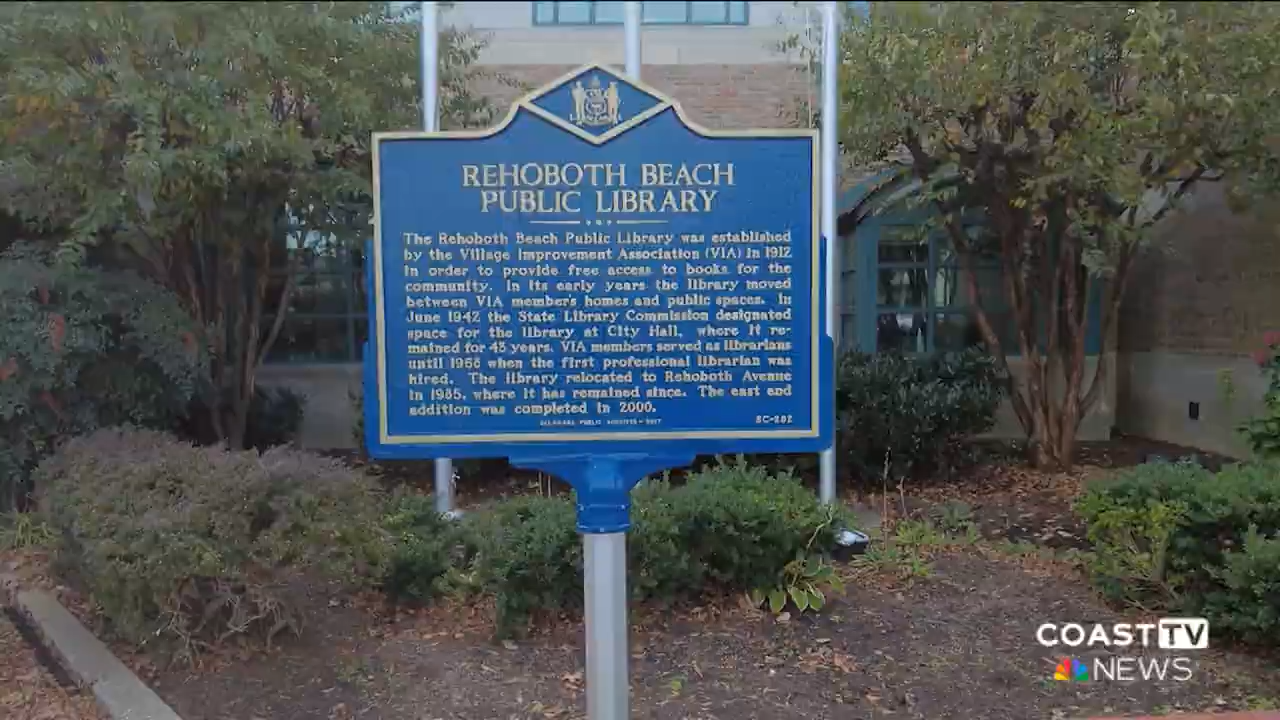 REHOBOTH BEACH
PUBLIC LIBRARY
The Rehoboth Beach Public Library was established
by the Village Improvement Association (VIA) in 1912
in order to provide free access to books for the
community. In its early years the library moved
between VIA members homes and public spaces. In
June 1942 the State Library Commission designated
space for the library at City Hall, where it re-
mained for 43 years. VIA members served as librarians
until 1966 when the first professional librarian was
hired. The library relocated to Rehoboth Avenue
in 1985, where it has remained since. The east end
addition was completed in 2000.
DELAWARE PUBLIC ARCHIVES
COAST TV
NEWS